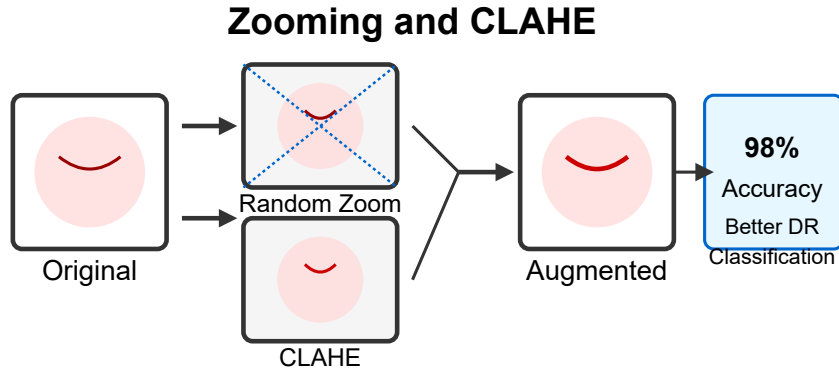 Zooming and CLAHE
Original
Random Zoom
CLAHE
Augmented
98%
Accuracy
Better DR
Classification